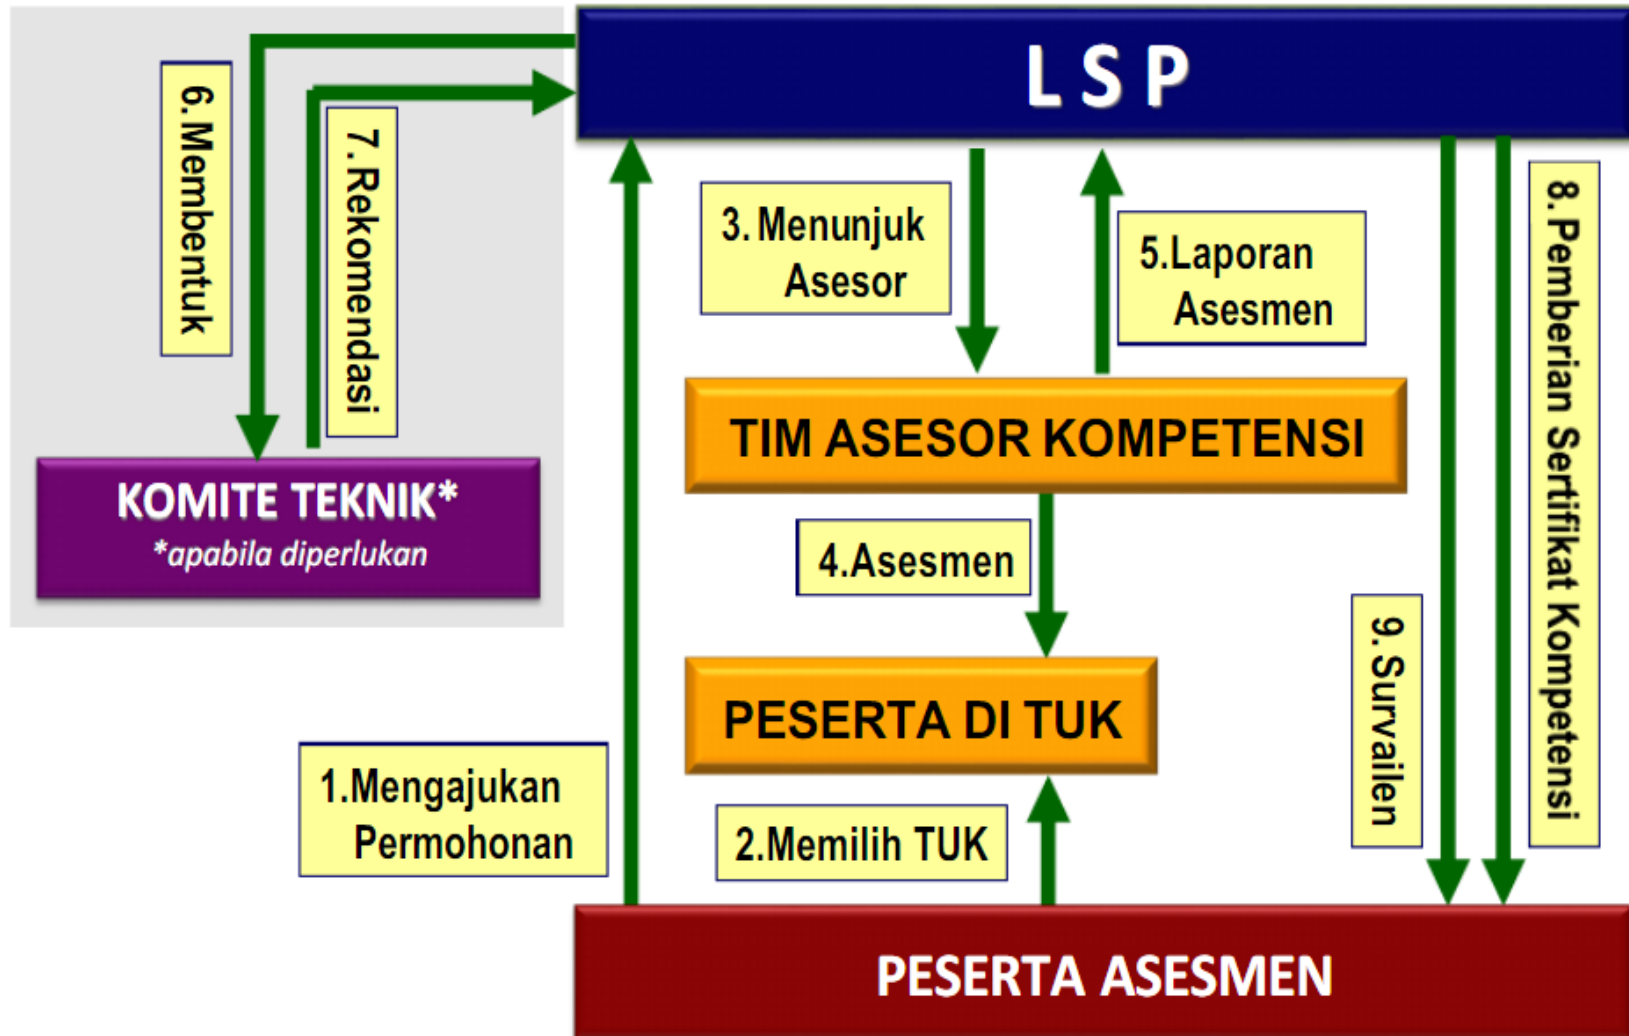 L S P
6. Membentuk
7. Rekomendasi
3. Menunjuk
Asesor
5.Laporan
Asesmen
8. Pemberian Sertifikat Kompetensi
TIM ASESOR KOMPETENSI
KOMITE TEKNIK*
*apabila diperlukan
4.Asesmen
9. Survailen
PESERTA DI TUK
1.Mengajukan
Permohonan
2.Memilih TUK
PESERTA ASESMEN